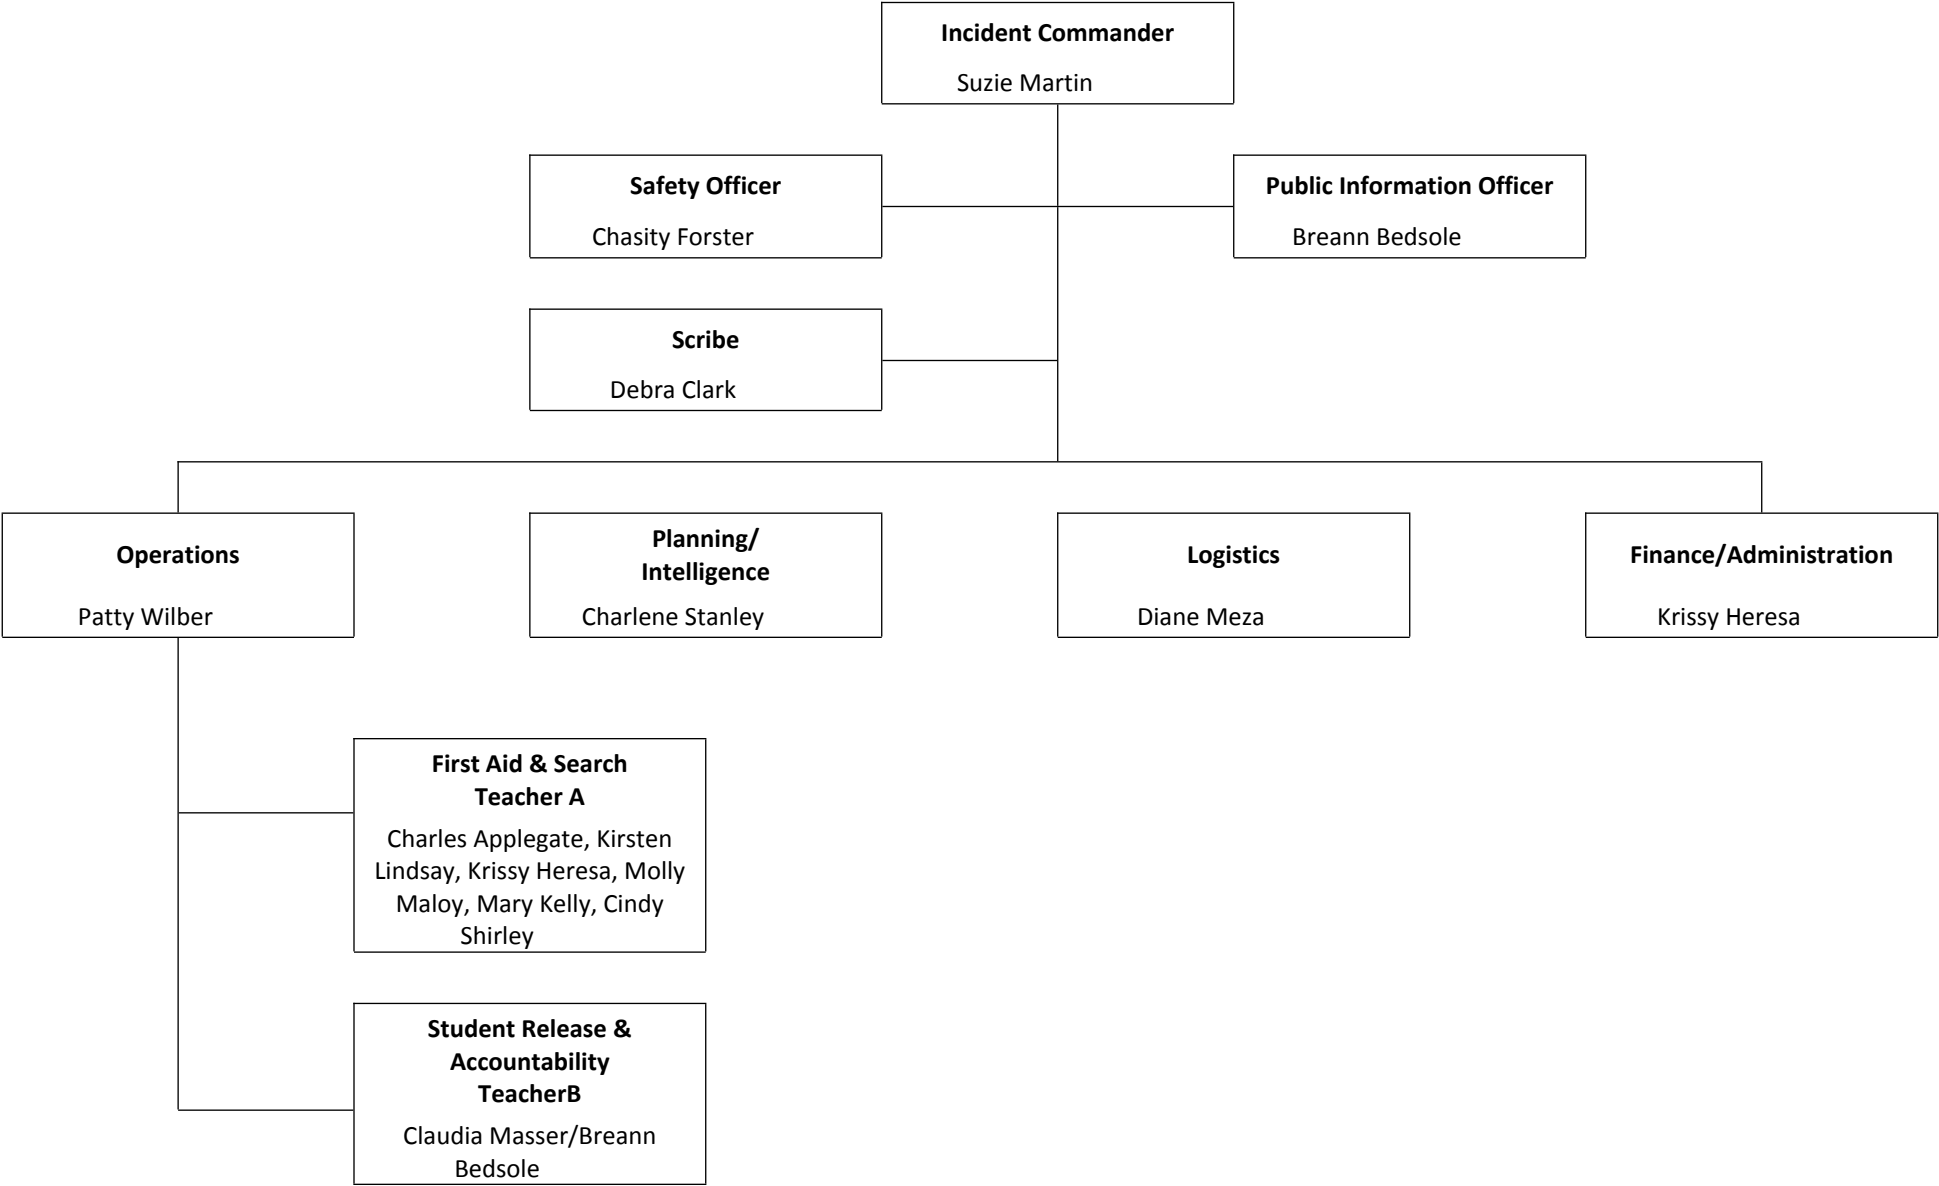 Incident Commander
Suzie Martin
Safety Officer
Chasity Forster
Public Information Officer
Breann Bedsole
Scribe
Debra Clark
Operations
Patty Wilber
Planning/
Intelligence
Charlene Stanley
Logistics
Diane Meza
Finance/Administration
Krissy Heresa
First Aid & Search
Teacher A
Charles Applegate, Kirsten
Lindsay, Krissy Heresa, Molly
Maloy, Mary Kelly, Cindy
Shirley
Student Release &
Accountability
TeacherB
Claudia Masser/Breann
Bedsole